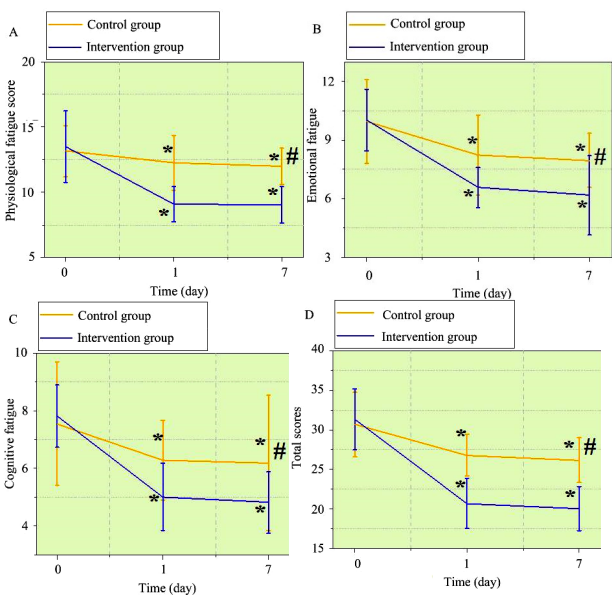 A
Control group
Intervention group
Physiological fatigue score
20
15
10
5
0
1
7
*
*
*
*
#
Time (day)
B
Control group
Intervention group
Emotional fatigue
12
9
6
3
0
1
7
*
*
*
*
#
Time (day)
C
Control group
Intervention group
Cognitive fatigue
10
8
6
4
0
1
7
*
*
*
*
#
Time (day)
D
Control group
Intervention group
Total scores
40
35
30
25
20
15
0
1
7
*
*
*
*
#
Time (day)